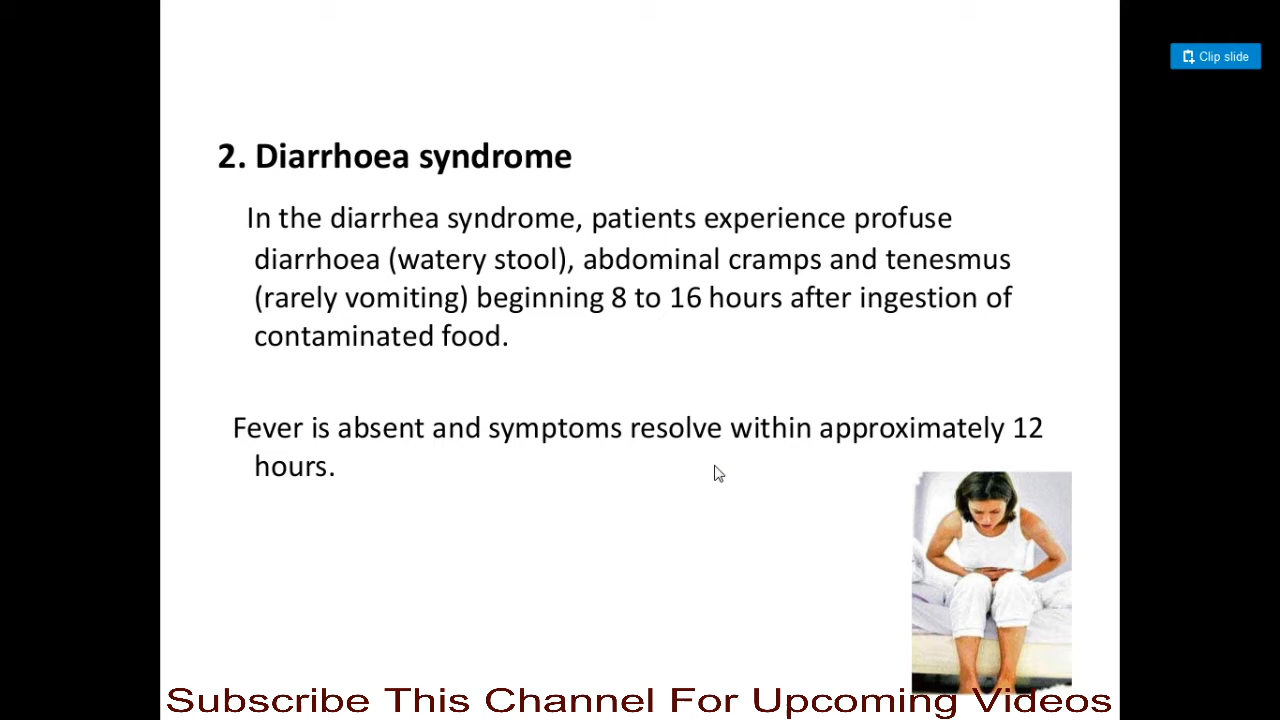 Clip slide
2. Diarrhoea syndrome
In the diarrhea syndrome, patients experience profuse
diarrhoea (watery stool), abdominal cramps and tenesmus
(rarely vomiting) beginning 8 to 16 hours after ingestion of
contaminated food.
Fever is absent and symptoms resolve within approximately 12
hours.
Subscribe This Channel For Upcoming Videos